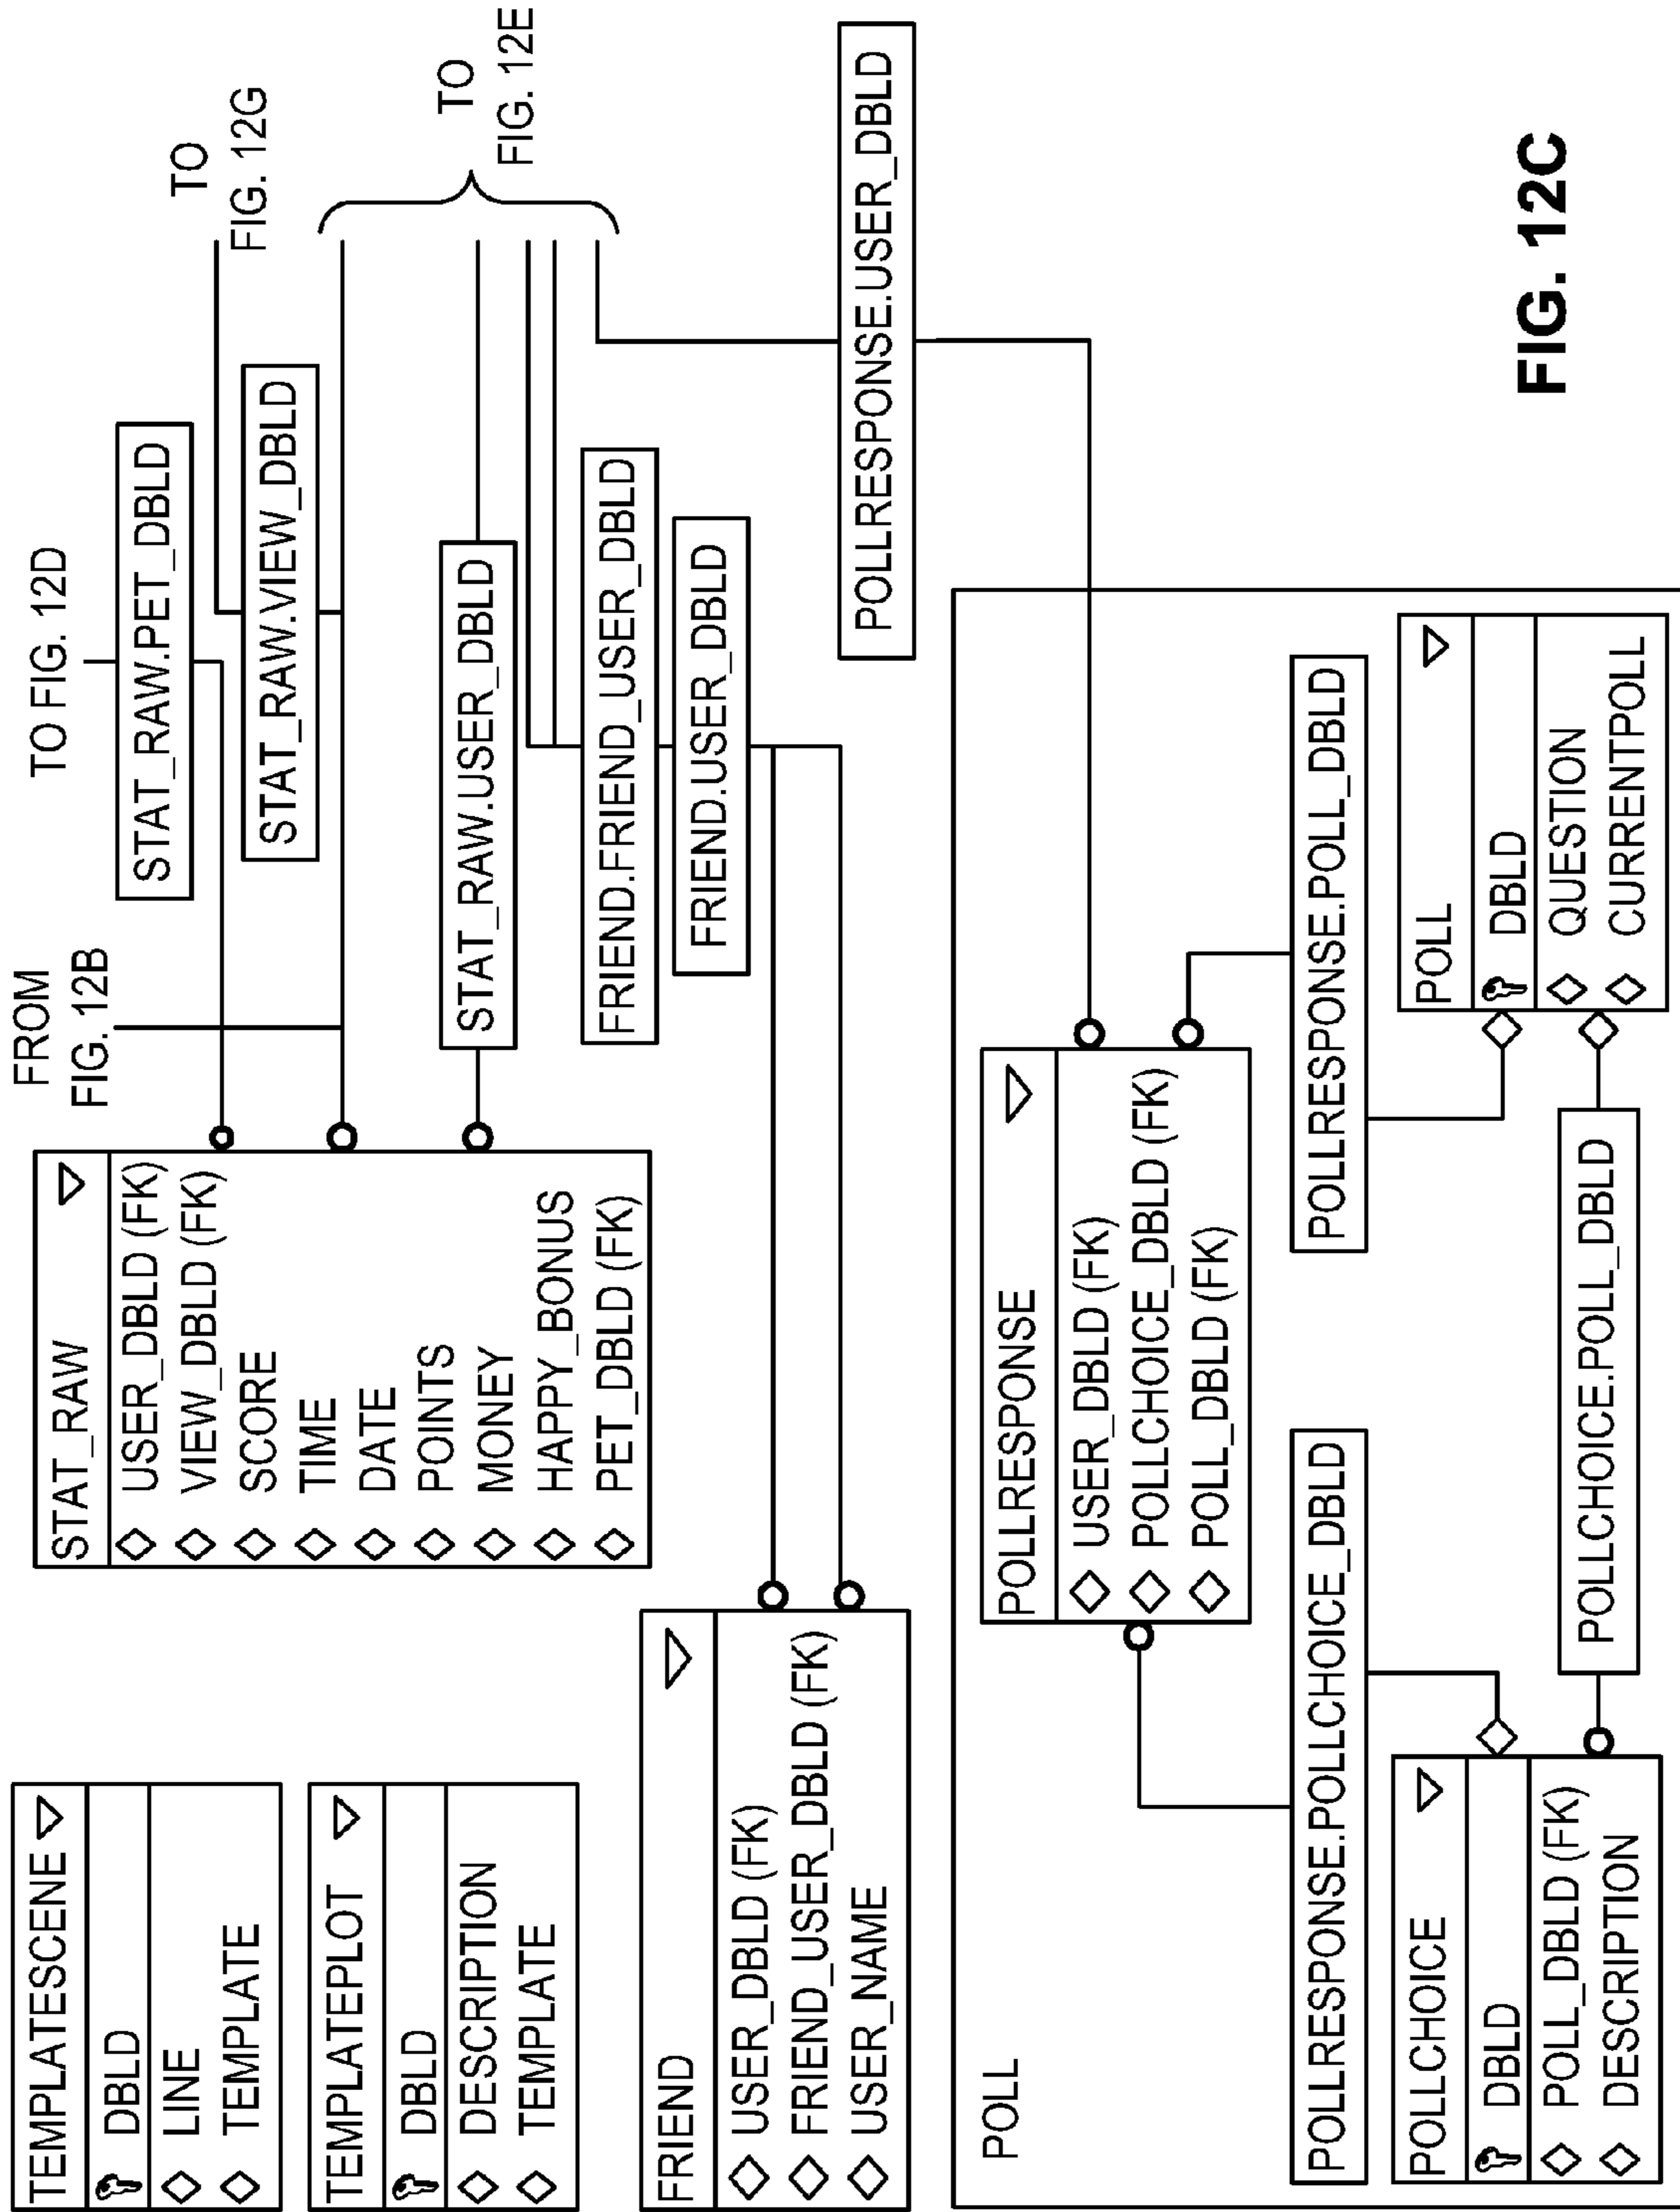 TEMPLATESCENE
DBLD
LINE
TEMPLATE
TEMPLATEPLOT
DBLD
DESCRIPTION
TEMPLATE
FROM
FIG. 12B
TO FIG. 12D
TO
FIG. 12G
TO
FIG. 12E
STAT_RAW
USER_DBLD (FK)
VIEW_DBLD (FK)
SCORE
TIME
DATE
POINTS
MONEY
HAPPY_BONUS
PET_DBLD (FK)
STAT_RAW.PET_DBLD
STAT_RAW.VIEW_DBLD
STAT_RAW.USER_DBLD
FRIEND.FRIEND_USER_DBLD
FRIEND.USER_DBLD
FRIEND
USER_DBLD (FK)
FRIEND_USER_DBLD (FK)
USER_NAME
POLLRESPONSE.USER_DBLD
POLL
POLLRESPONSE
USER_DBLD (FK)
POLLCHOICE_DBLD (FK)
POLL_DBLD (FK)
POLLRESPONSE.POLLCHOICE_DBLD
POLLRESPONSE.POLL_DBLD
POLLCHOICE
DBLD
POLL_DBLD (FK)
DESCRIPTION
POLLCHOICE.POLL_DBLD
POLL
DBLD
QUESTION
CURRENTPOLL
FIG. 12C